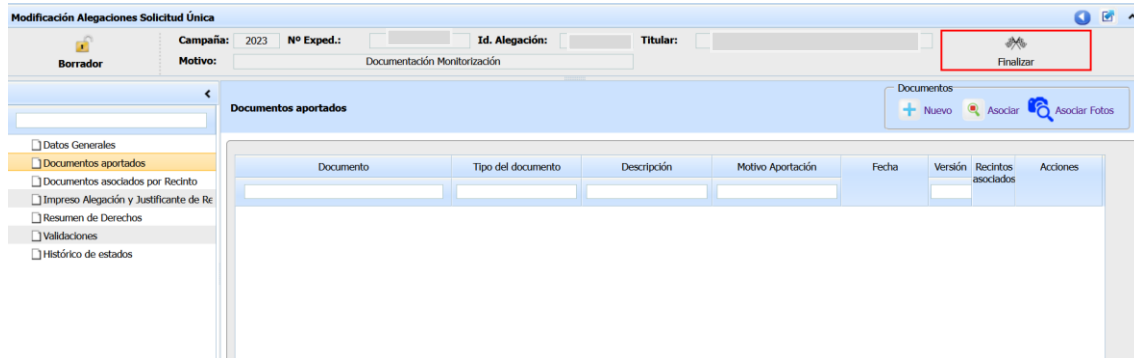 Modificación Alegaciones Solicitud Única
Campaña: 2023 Nº Exped.: Id. Alegación: Titular:
Borrador Motivo: Documentación Monitorización Finalizar
Documentos aportados
Documentos
Nuevo Asociar Asociar Fotos
Datos Generales
Documentos aportados
Documentos asociados por Recinto
Impreso Alegación y Justificante de Re
Resumen de Derechos
Validaciones
Histórico de estados
Documento Tipo del documento Descripción Motivo Aportación Fecha Versión Recintos asociados Acciones